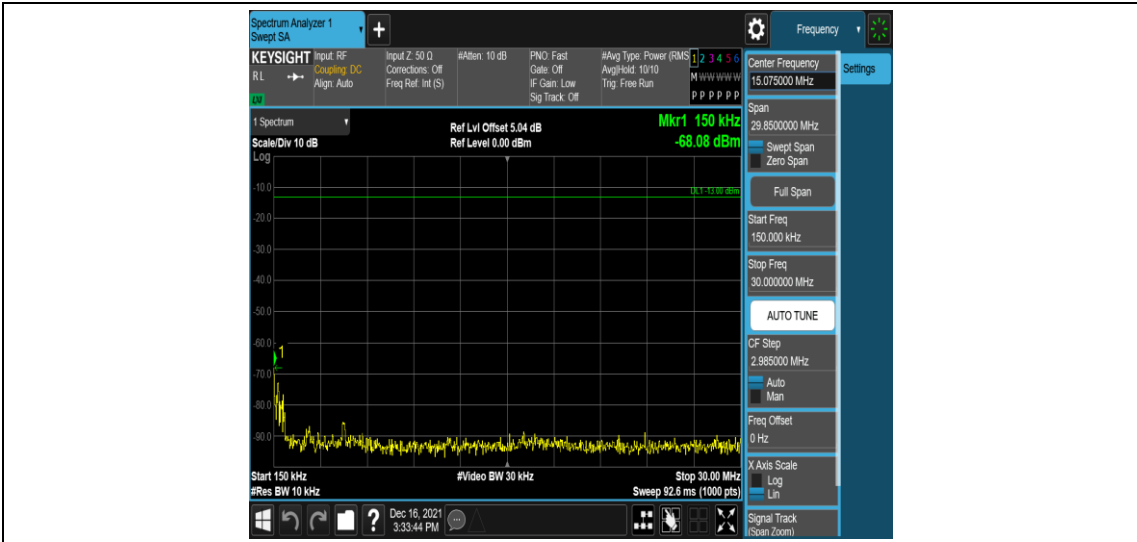 Spectrum Analyzer 1
Swept SA
+
Frequency
KEYSIGHT Input: RF Input Z: 50 Ω #Atten: 10 dB PNO: Fast #Avg Type: Power (RMS 1 2 3 4 5 6
RL Coupling: DC Corrections: Off Gate: Off Avg|Hold: 10/10 M W W W W W
Align: Auto Freq Ref: Int (S) IF Gain: Low Trig: Free Run
Sig Track: Off P P P P P P
LXI
1 Spectrum
Ref Lvl Offset 5.04 dB Mkr1 150 kHz
Scale/Div 10 dB Ref Level 0.00 dBm -68.08 dBm
Log
-10.0
DL1 -13.00 dBm
-20.0
-30.0
-40.0
-50.0
-60.0
1
-70.0
-80.0
-90.0
Start 150 kHz #Video BW 30 kHz Stop 30.00 MHz
#Res BW 10 kHz Sweep 92.6 ms (1000 pts)
? Dec 16, 2021
3:33:44 PM
Center Frequency
15.075000 MHz
Settings
Span
29.8500000 MHz
Swept Span
Zero Span
Full Span
Start Freq
150.000 kHz
Stop Freq
30.000000 MHz
AUTO TUNE
CF Step
2.985000 MHz
Auto
Man
Freq Offset
0 Hz
X Axis Scale
Log
Lin
Signal Track
(Span Zoom)